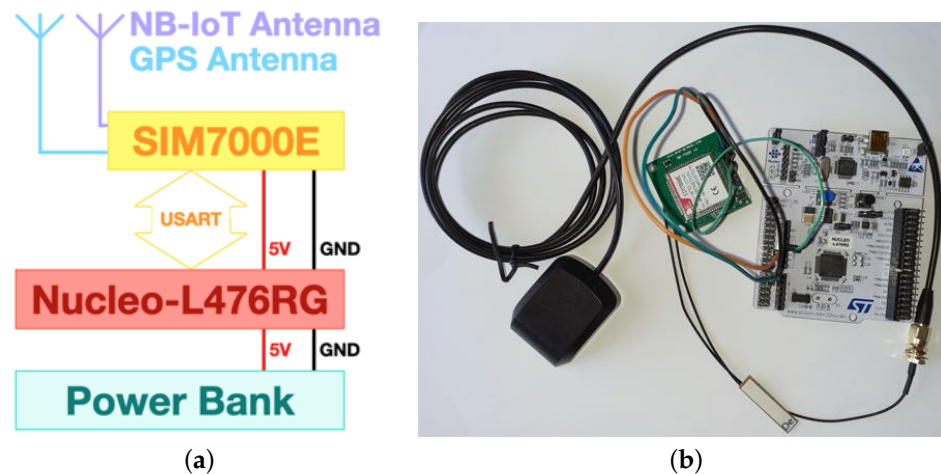 NB-IoT Antenna
GPS Antenna
SIM7000E
USART
5V
GND
Nucleo-L476RG
5V
GND
Power Bank
(a)
(b)